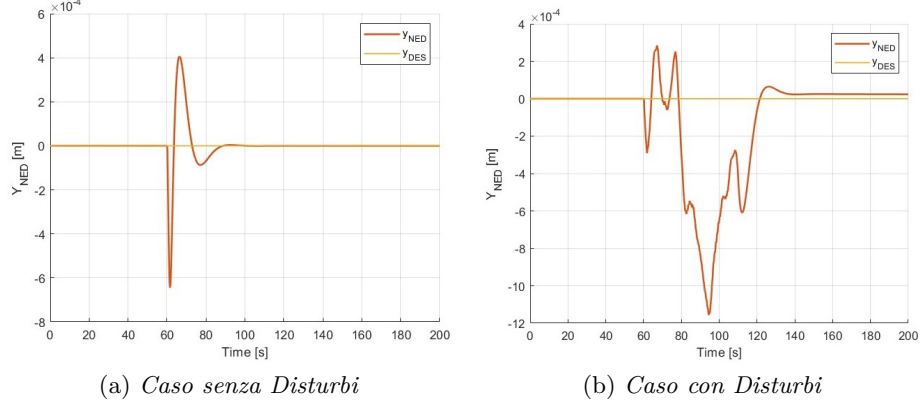 ×10⁻⁴
6
4
2
0
-2
-4
-6
-8
Y_NED [m]
0 20 40 60 80 100 120 140 160 180 200
Time [s]
y_NED
y_DES
(a) Caso senza Disturbi
×10⁻⁴
4
2
0
-2
-4
-6
-8
-10
-12
Y_NED [m]
0 20 40 60 80 100 120 140 160 180 200
Time [s]
y_NED
y_DES
(b) Caso con Disturbi